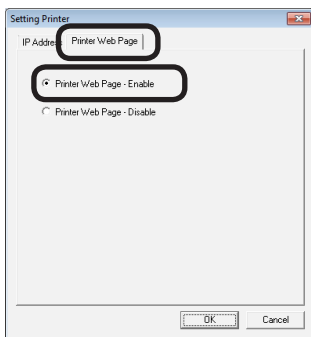 Setting Printer
IP Address Printer Web Page
Printer Web Page - Enable
Printer Web Page - Disable
OK Cancel